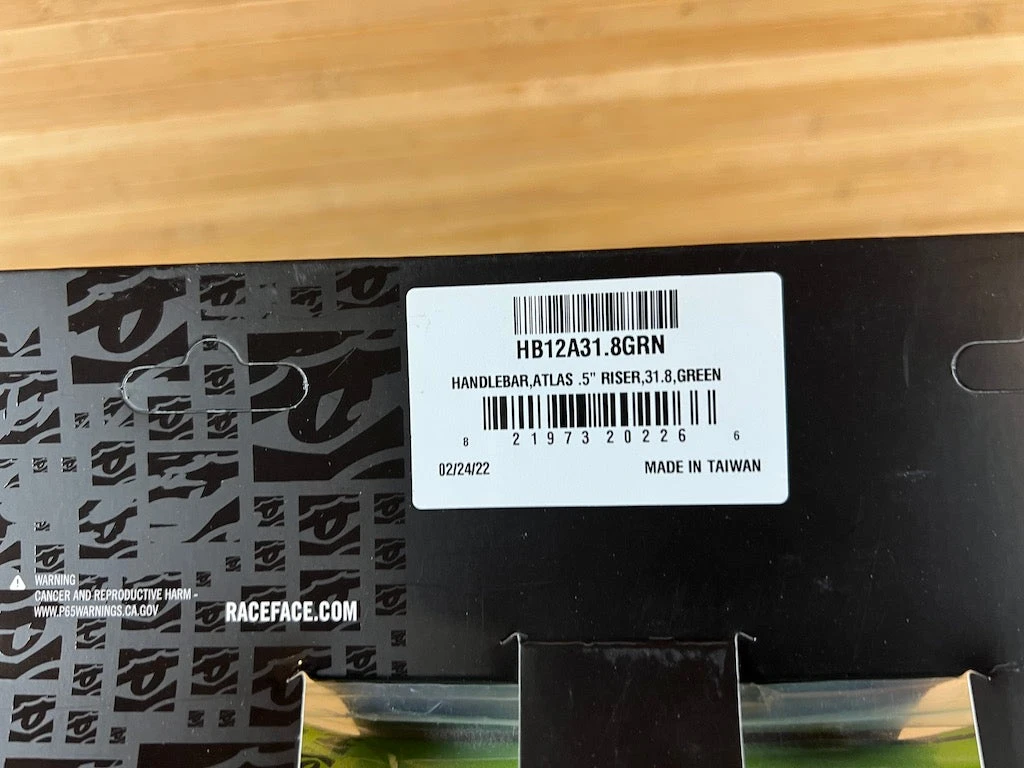 HB12A31.8GRN
HANDLEBAR,ATLAS .5" RISER,31.8,GREEN
8 21973 20226 6
02/24/22 MADE IN TAIWAN
WARNING
CANCER AND REPRODUCTIVE HARM -
WWW.P65WARNINGS.CA.GOV
RACEFACE.COM